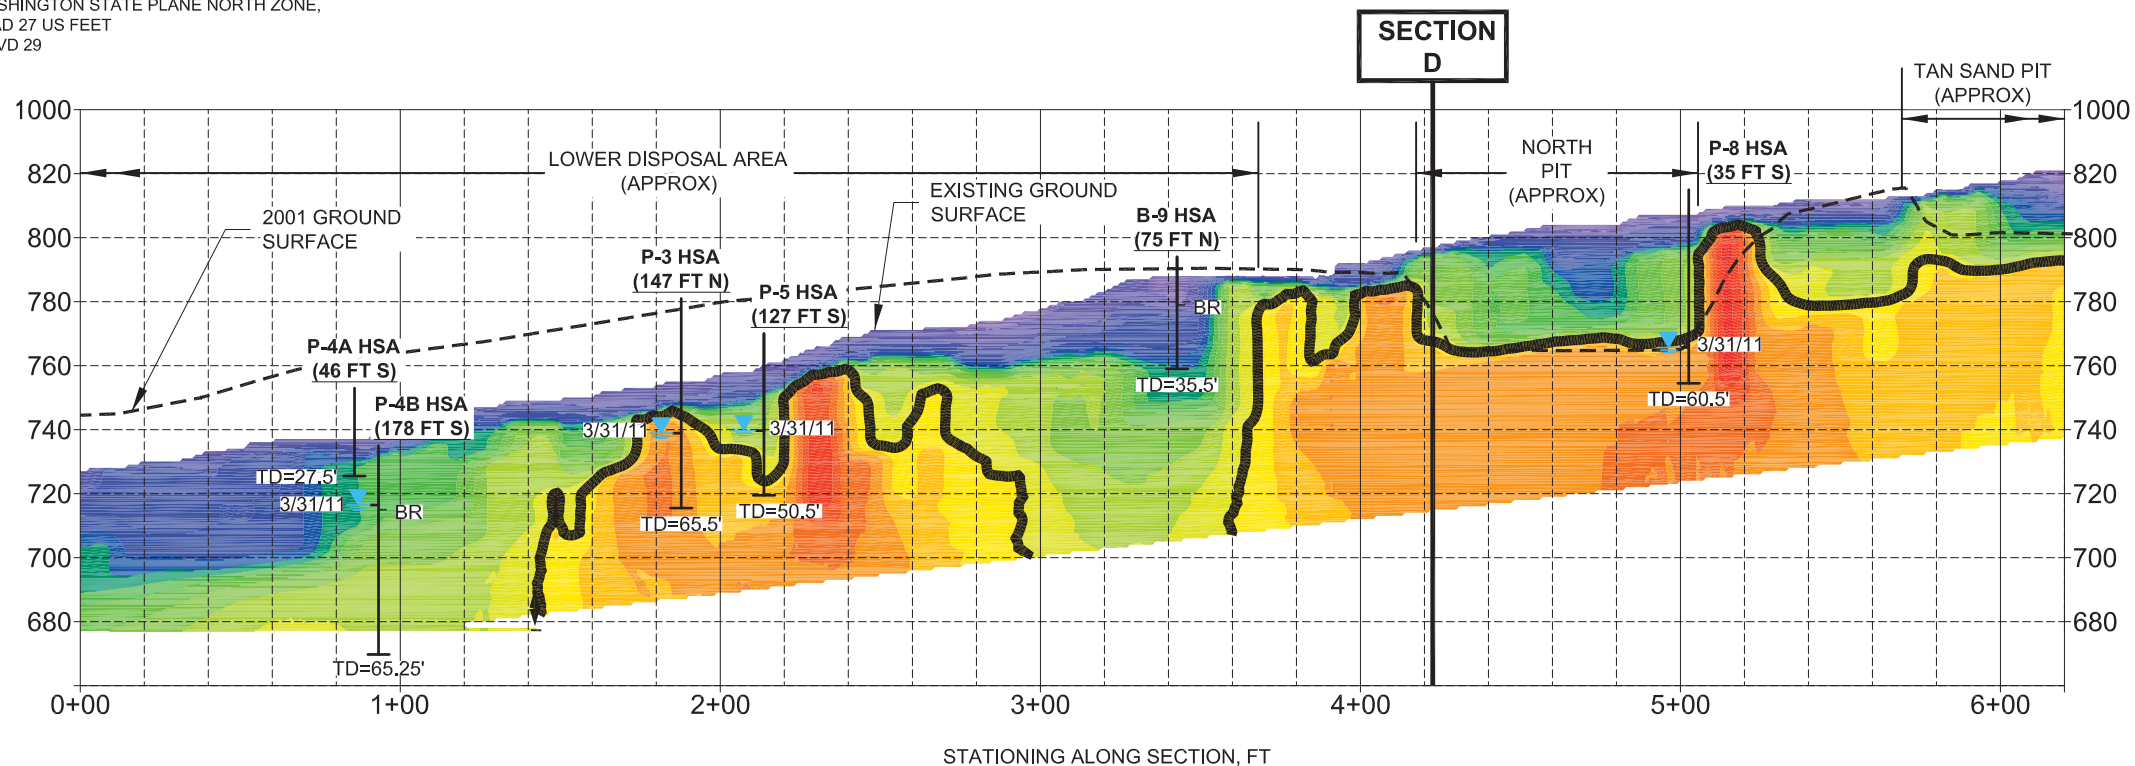 SHINGTON STATE PLANE NORTH ZONE,
AD 27 US FEET
VD 29
SECTION
D
TAN SAND PIT
(APPROX)
1000
1000
LOWER DISPOSAL AREA
(APPROX)
NORTH
PIT
(APPROX)
P-8 HSA
(35 FT S)
820
820
EXISTING GROUND
SURFACE
2001 GROUND
SURFACE
B-9 HSA
(75 FT N)
800
800
P-3 HSA
(147 FT N)
P-5 HSA
(127 FT S)
780
BR
780
P-4A HSA
(46 FT S)
3/31/11
760
760
TD=35.5'
TD=60.5'
P-4B HSA
(178 FT S)
740
3/31/11
3/31/11
740
TD=27.5'
720
3/31/11
BR
TD=65.5'
TD=50.5'
720
700
700
680
680
TD=65.25'
0+00
1+00
2+00
3+00
4+00
5+00
6+00
STATIONING ALONG SECTION, FT